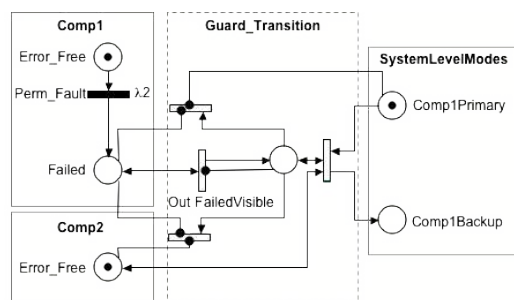 Comp1
Guard_Transition
Error_Free
SystemLevelModes
Perm_Fault λ2
Comp1Primary
Failed
Out FailedVisible
Comp2
Comp1Backup
Error_Free